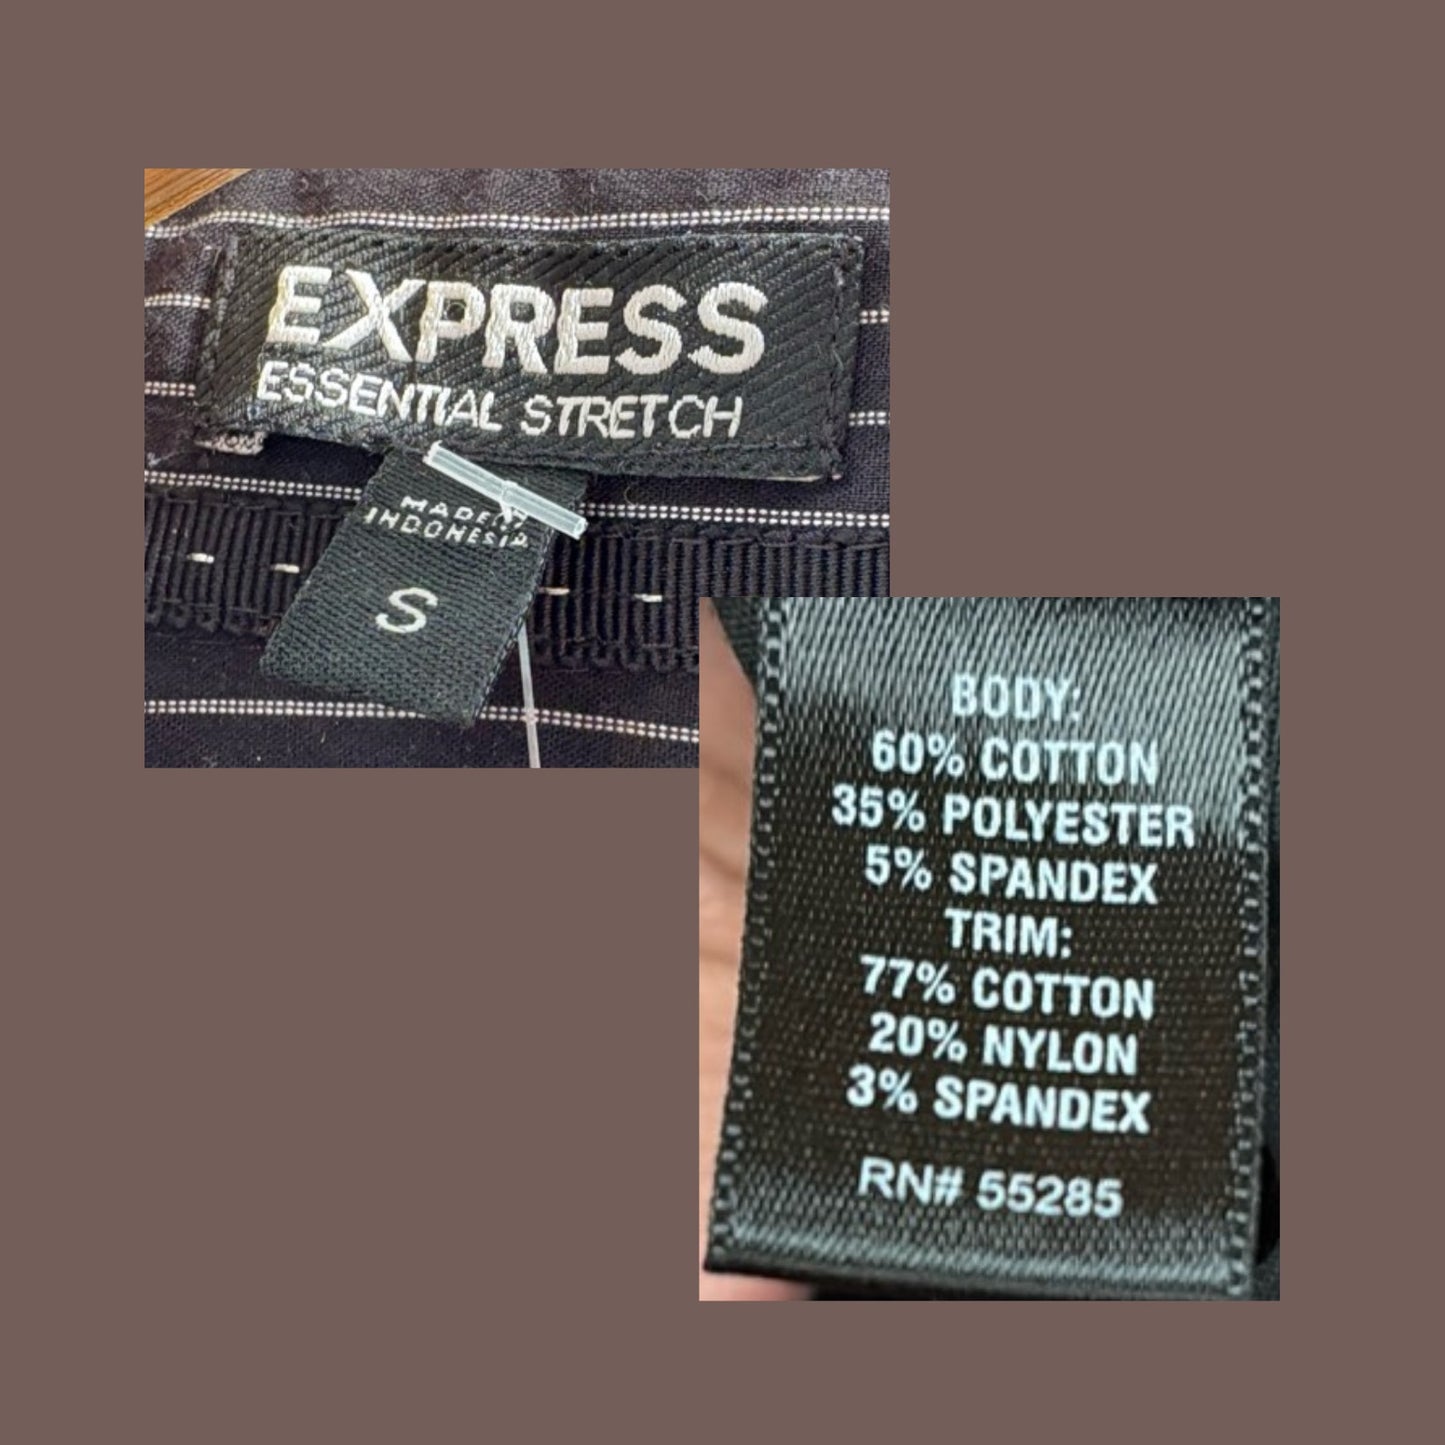 EXPRESS
ESSENTIAL STRETCH
MADE IN
INDONESIA
S
BODY:
60% COTTON
35% POLYESTER
5% SPANDEX
TRIM:
77% COTTON
20% NYLON
3% SPANDEX
RN# 55285